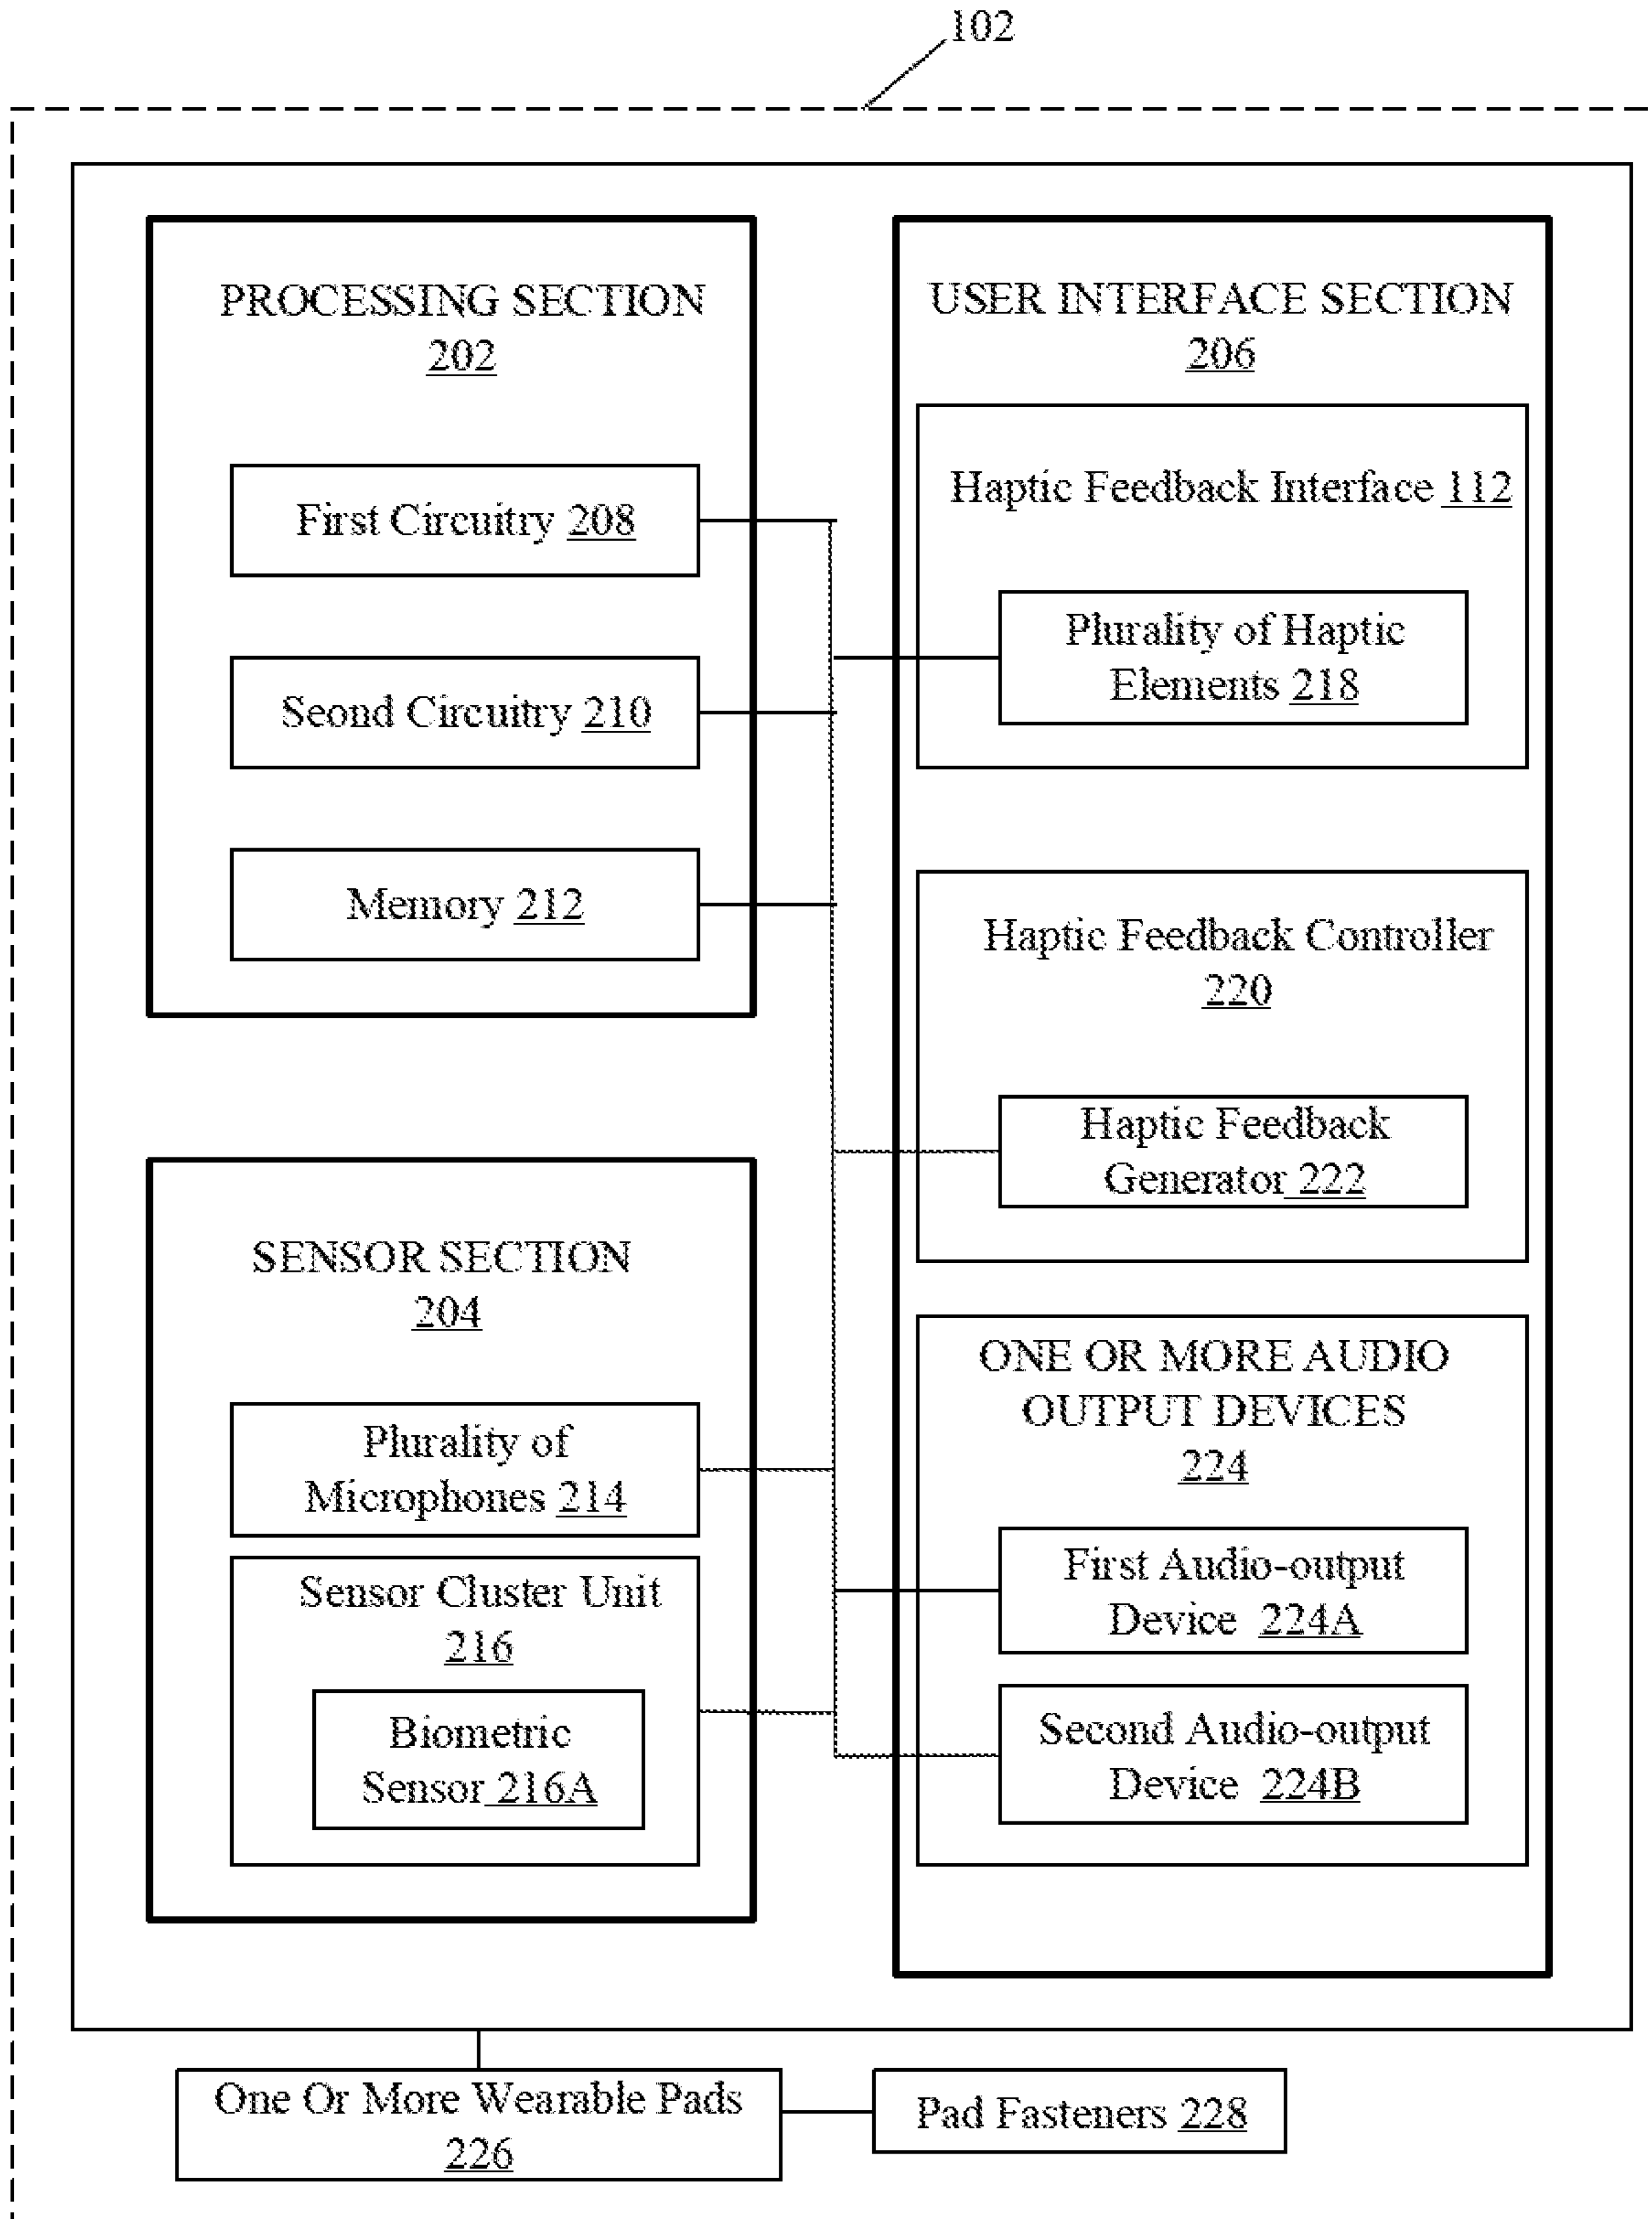 102
PROCESSING SECTION
202
First Circuitry 208
Seond Circuitry 210
Memory 212
SENSOR SECTION
204
Plurality of
Microphones 214
Sensor Cluster Unit
216
Biometric
Sensor 216A
USER INTERFACE SECTION
206
Haptic Feedback Interface 112
Plurality of Haptic
Elements 218
Haptic Feedback Controller
220
Haptic Feedback
Generator 222
ONE OR MORE AUDIO
OUTPUT DEVICES
224
First Audio-output
Device 224A
Second Audio-output
Device 224B
One Or More Wearable Pads
226
Pad Fasteners 228